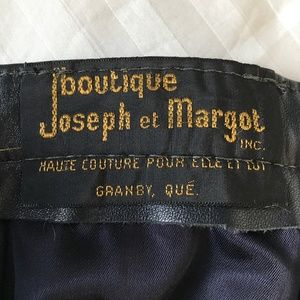 boutique
Joseph et Margot
INC.
HAUTE COUTURE POUR ELLE ET LUI
GRANBY, QUÉ.